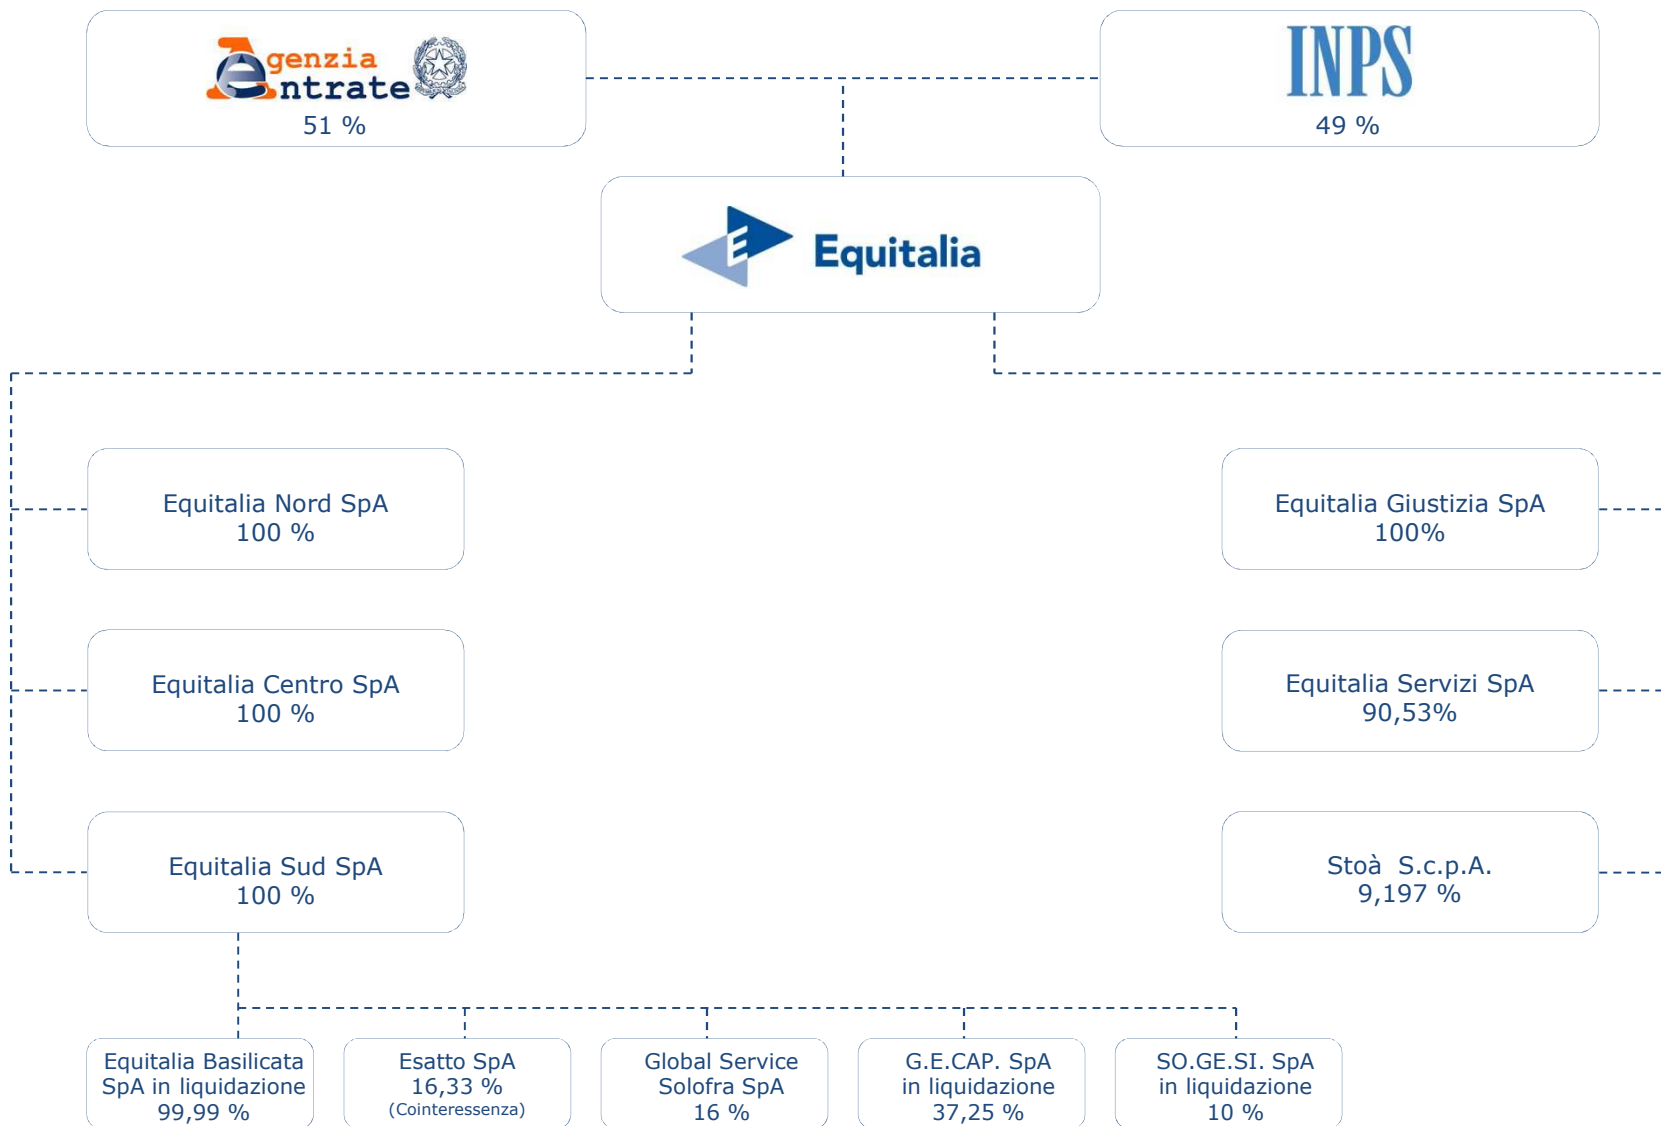 Agenzia
entrate
51 %
INPS
49 %
E
Equitalia
Equitalia Nord SpA
100 %
Equitalia Giustizia SpA
100%
Equitalia Centro SpA
100 %
Equitalia Servizi SpA
90,53%
Equitalia Sud SpA
100 %
Stoà S.c.p.A.
9,197 %
Equitalia Basilicata
SpA in liquidazione
99,99 %
Esatto SpA
16,33 %
(Cointeressenza)
Global Service
Solofra SpA
16 %
G.E.CAP. SpA
in liquidazione
37,25 %
SO.GE.SI. SpA
in liquidazione
10 %